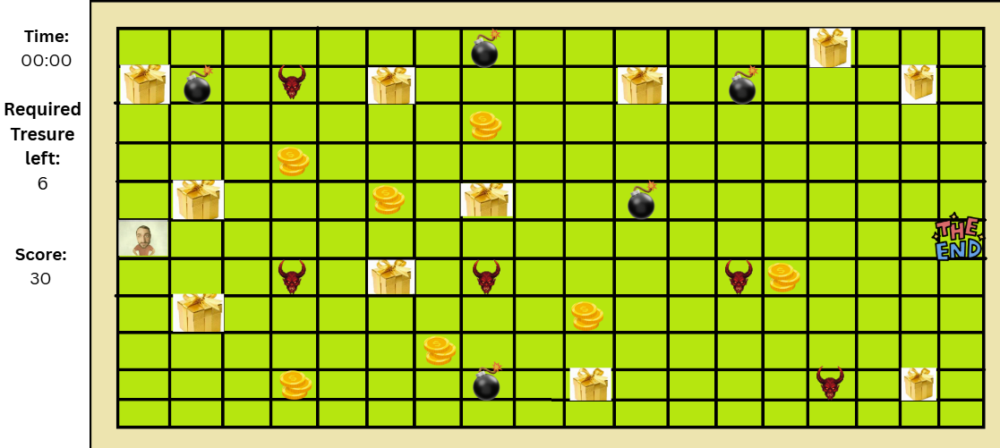 Time:
00:00
Required
Tresure
left:
6
Score:
30
THE
END